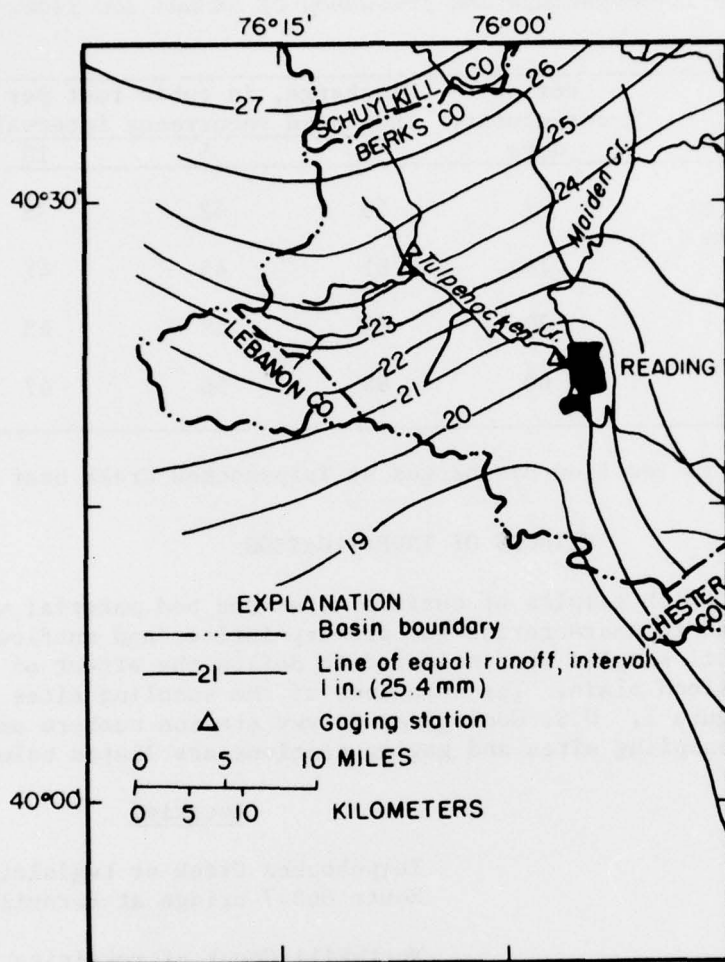 76°15' 76°00'
27
SCHUYLKILL CO
BERKS CO
26
25
24
40°30'
Maiden Cr.
Tulpehocken Cr.
23
22
21
20
19
LEBANON CO
READING
CHESTER
CO
EXPLANATION
Basin boundary
21 Line of equal runoff, interval
1 in. (25.4 mm)
Δ Gaging station
0 5 10 MILES
0 5 10 KILOMETERS
40°00'